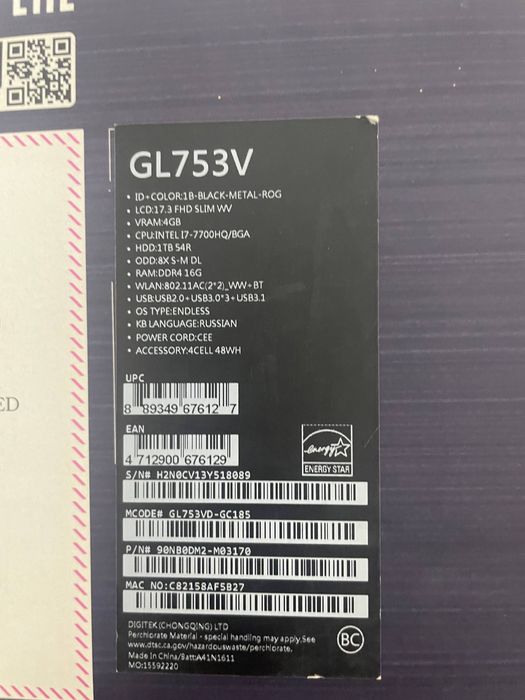 GL753V
• ID+COLOR:1B-BLACK-METAL-ROG
• LCD:17.3 FHD SLIM WV
• VRAM:4GB
• CPU:INTEL I7-7700HQ/BGA
• HDD:1TB 54R
• ODD:8X S-M DL
• RAM:DDR4 16G
• WLAN:802.11AC(2*2)_WW+BT
• USB:USB2.0+USB3.0*3+USB3.1
• OS TYPE:ENDLESS
• KB LANGUAGE:RUSSIAN
• POWER CORD:CEE
• ACCESSORY:4CELL 48WH
UPC
8 89349 67612 7
EAN
4 712900 676129
energy
ENERGY STAR
S/N# H2N0CV13Y518089
MCODE# GL753VD-GC185
P/N# 90NB0DM2-M03170
MAC NO:C82158AF5B27
DIGITEK (CHONGQING) LTD
Perchlorate Material - special handling may apply.See
www.dtsc.ca.gov/hazardouswaste/perchlorate.
Made In China/Batt:A41N1611
MO:15592220
BC
ED